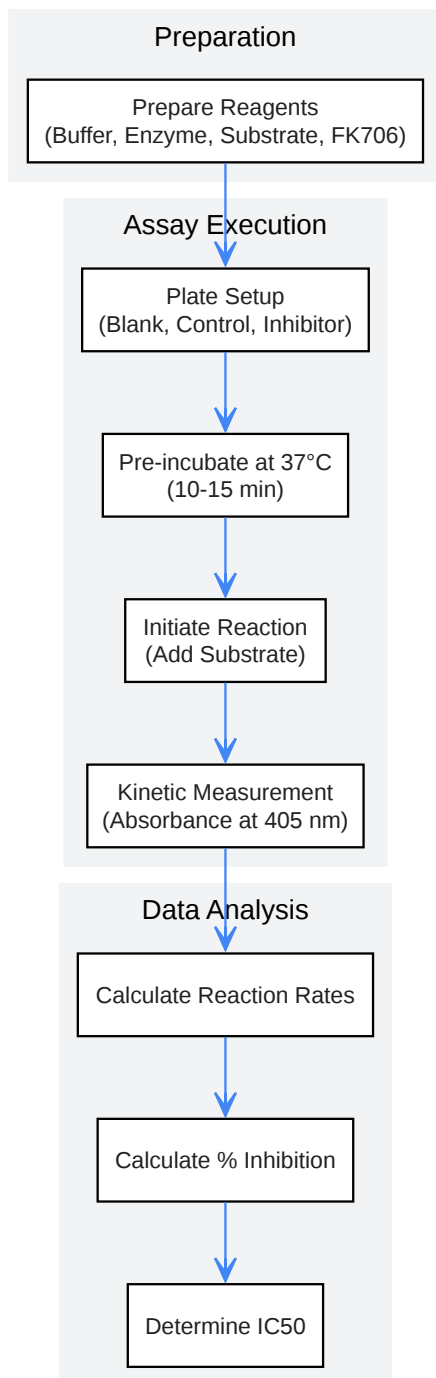 Preparation
Prepare Reagents
(Buffer, Enzyme, Substrate, FK706)
Assay Execution
Plate Setup
(Blank, Control, Inhibitor)
Pre-incubate at 37°C
(10-15 min)
Initiate Reaction
(Add Substrate)
Kinetic Measurement
(Absorbance at 405 nm)
Data Analysis
Calculate Reaction Rates
Calculate % Inhibition
Determine IC50